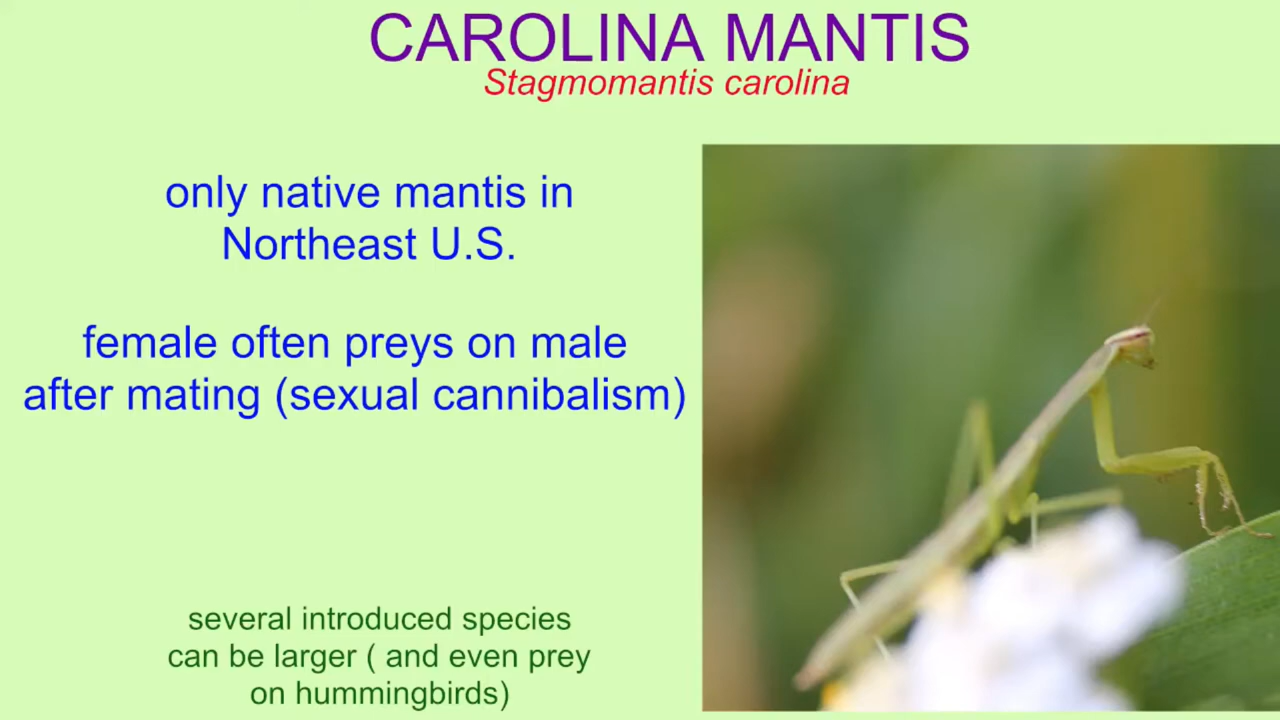 CAROLINA MANTIS
Stagmomantis carolina
only native mantis in
Northeast U.S.
female often preys on male
after mating (sexual cannibalism)
several introduced species
can be larger ( and even prey
on hummingbirds)